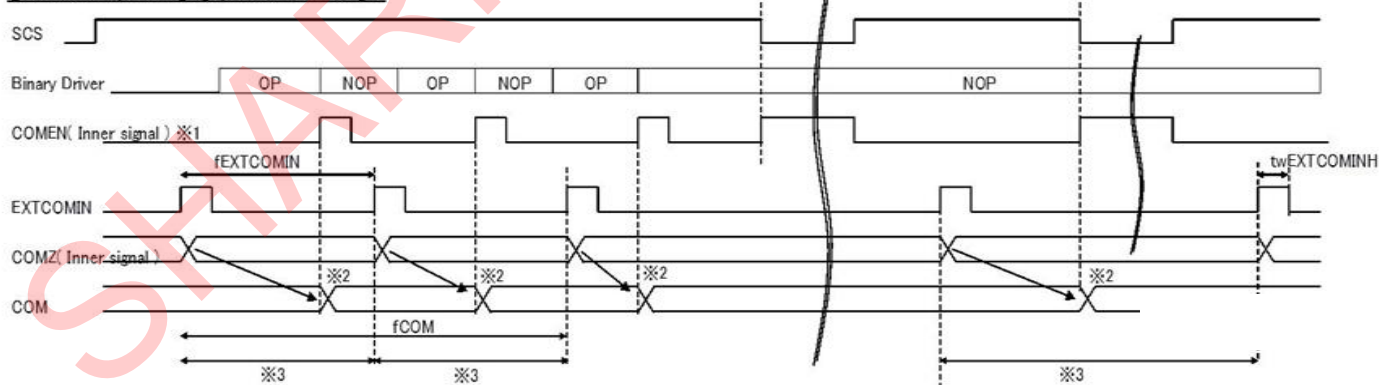 SCS
Binary Driver OP NOP OP NOP OP NOP
COMEN( Inner signal ) ※1
fEXTCOMIN twEXTCOMINH
EXTCOMIN
COMZ( Inner signal )
※2 ※2 ※2 ※2
COM
fCOM
※3 ※3 ※3
SHAR